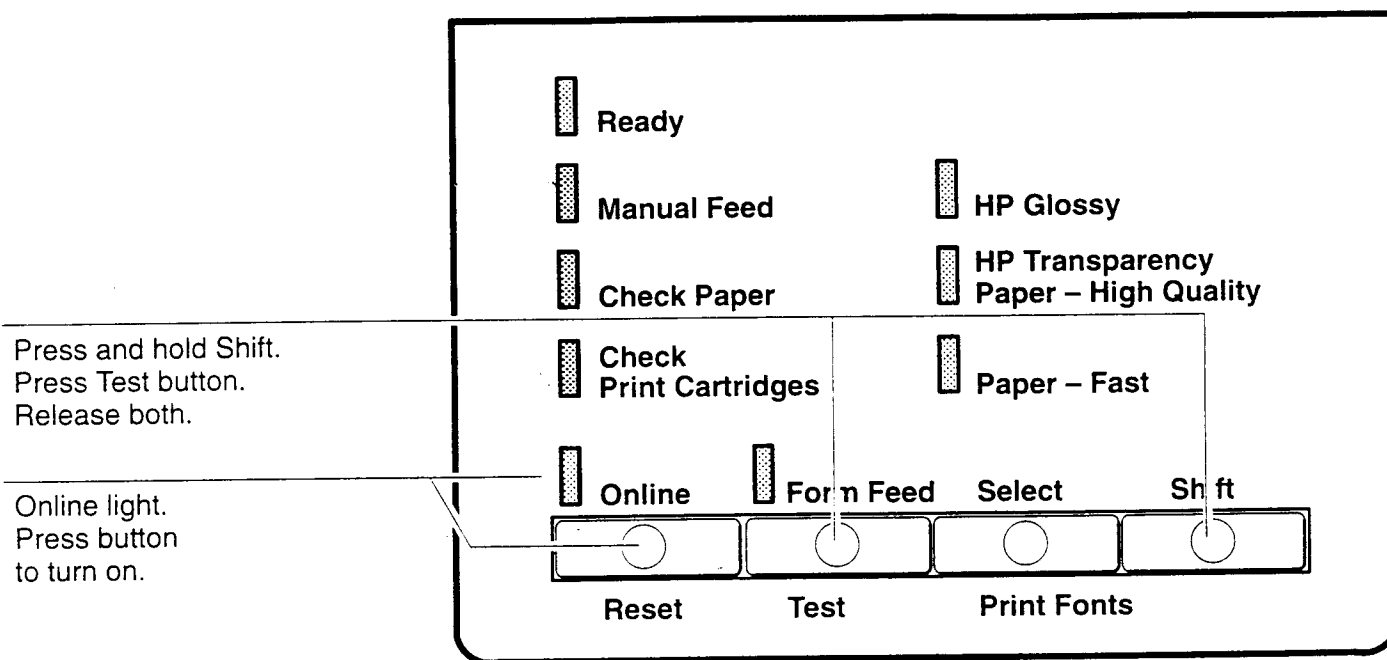 Ready
Manual Feed
HP Glossy
Check Paper
HP Transparency
Paper – High Quality
Press and hold Shift.
Press Test button.
Release both.
Check
Print Cartridges
Paper – Fast
Online light.
Press button
to turn on.
Online
Form Feed
Select
Shift
Reset
Test
Print Fonts